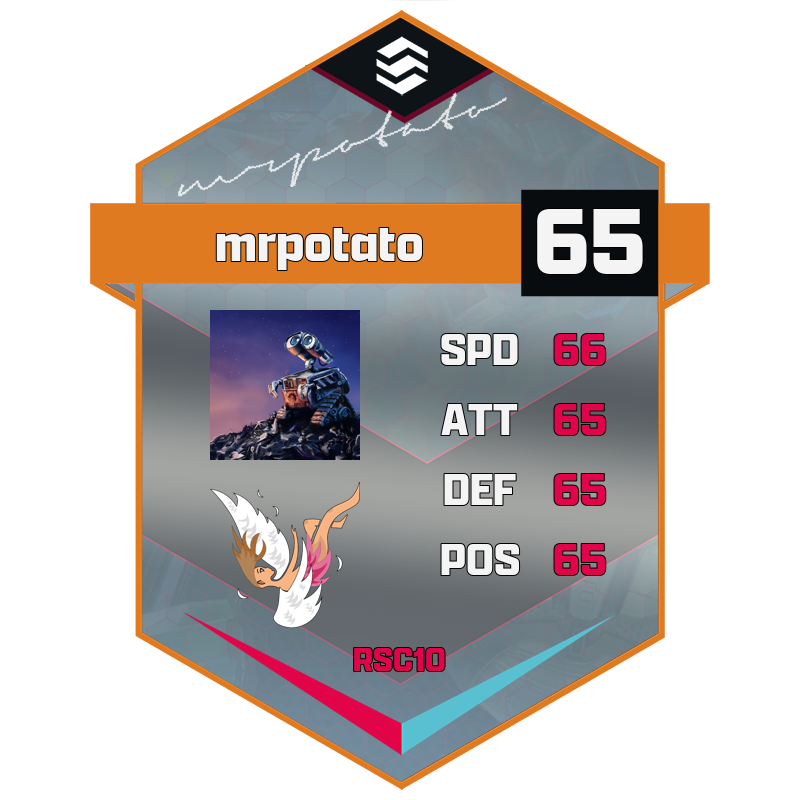 mrpotato
mrpotato 65
SPD 66
ATT 65
DEF 65
POS 65
RSC10